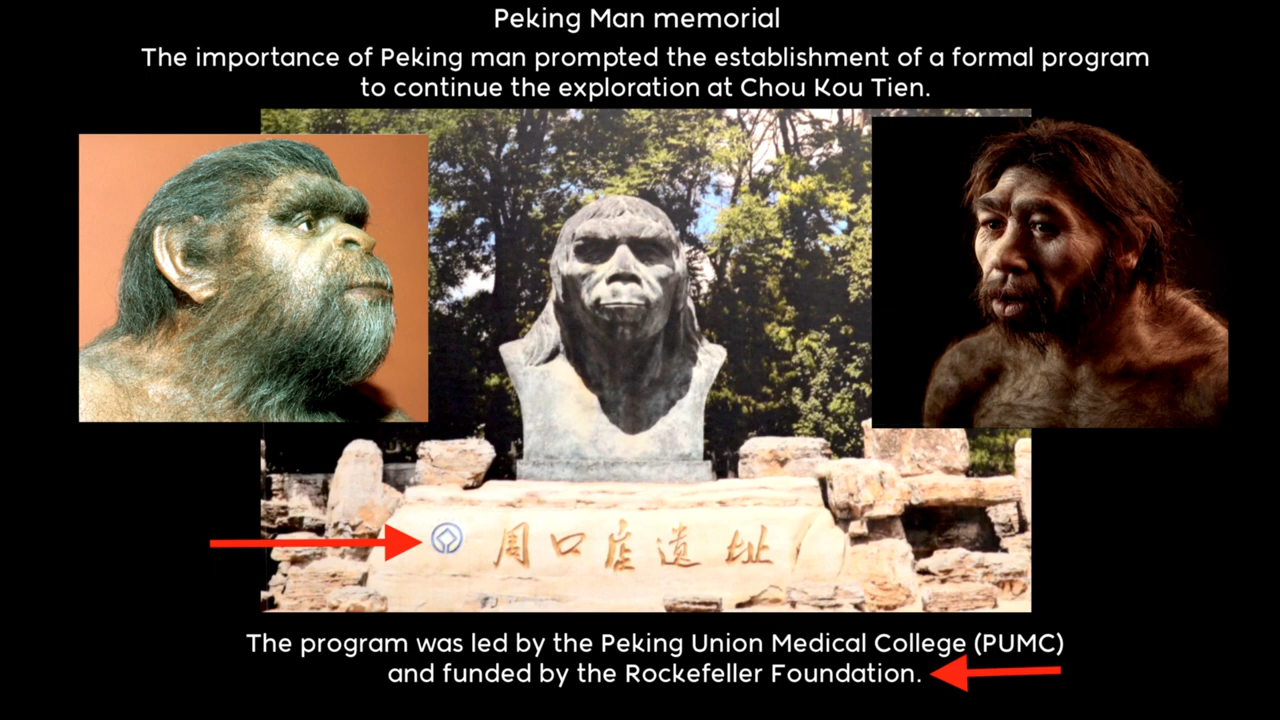 Peking Man memorial
The importance of Peking man prompted the establishment of a formal program
to continue the exploration at Chou Kou Tien.
周口店遗址
The program was led by the Peking Union Medical College (PUMC)
and funded by the Rockefeller Foundation.